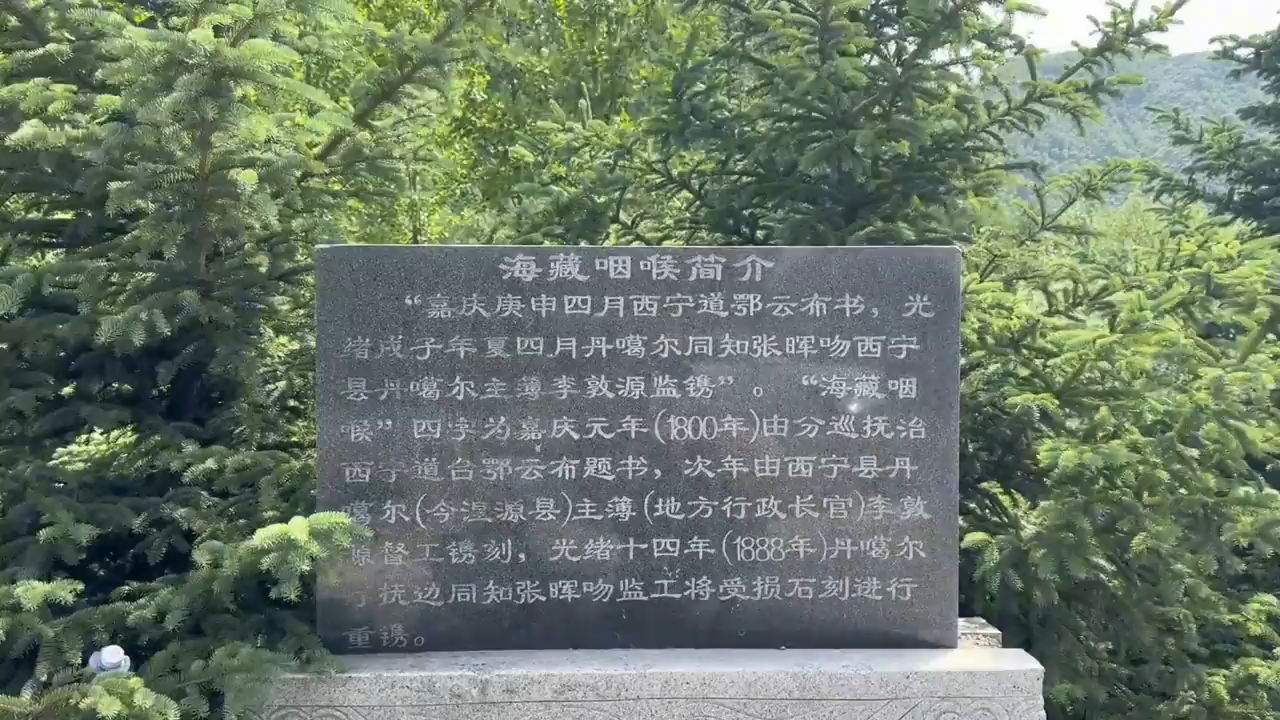 海藏咽喉简介
“嘉庆庚申四月西宁道鄂云布书，光
绪戊子年夏四月丹噶尔同知张晖吻西宁
县丹噶尔主簿李敦源监镌”。“海藏咽
喉”四字为嘉庆元年(1800年)由分巡抚治
西宁道台鄂云布题书，次年由西宁县丹
噶尔(今湟源县)主簿(地方行政长官)李敦
源督工镌刻，光绪十四年(1888年)丹噶尔
抚边同知张晖吻监工将受损石刻进行
重镌。